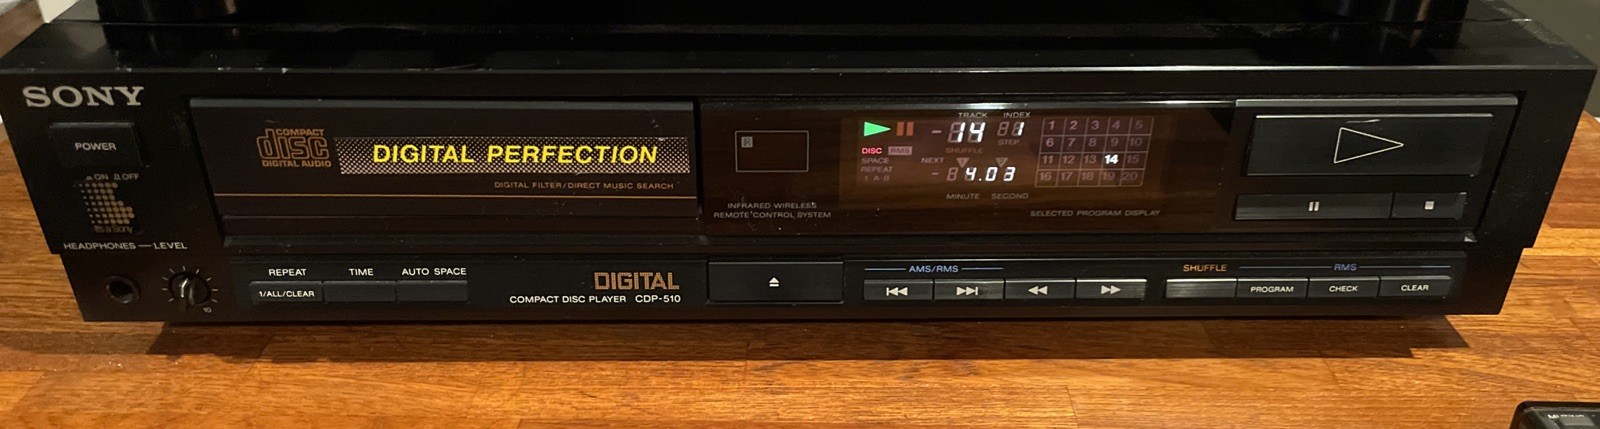 SONY
POWER
ON OFF
It's a Sony
HEADPHONES — LEVEL
10
COMPACT
disc
DIGITAL AUDIO
DIGITAL PERFECTION
DIGITAL FILTER/DIRECT MUSIC SEARCH
INFRARED WIRELESS
REMOTE CONTROL SYSTEM
TRACK INDEX
14 1
SHUFFLE STEP
DISC RMS
SPACE NEXT
REPEAT
1 A-B
4.03
MINUTE SECOND
1 2 3 4 5
6 7 8 9 10
11 12 13 14 15
16 17 18 19 20
SELECTED PROGRAM DISPLAY
REPEAT TIME AUTO SPACE
1/ALL/CLEAR
DIGITAL
COMPACT DISC PLAYER CDP-510
AMS/RMS
SHUFFLE RMS
PROGRAM CHECK CLEAR